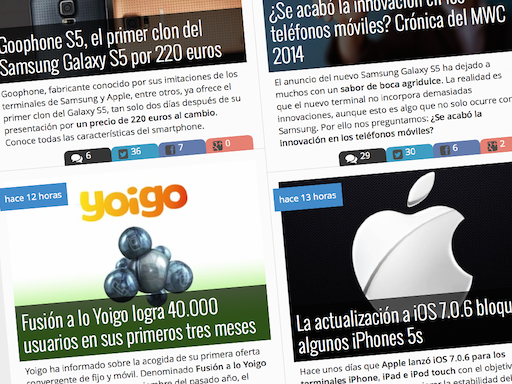 Goophone S5, el primer clon del
Samsung Galaxy S5 por 220 euros
Goophone, fabricante conocido por sus imitaciones de los
terminales de Samsung y Apple, entre otros, ya ofrece el
primer clon del Galaxy S5, tan solo dos días después de su
presentación por un precio de 220 euros al cambio.
Conoce todas las características del smartphone.
6
36
7
0
¿Se acabó la innovación en los
teléfonos móviles? Crónica del MWC
2014
El anuncio del nuevo Samsung Galaxy S5 ha dejado a
muchos con un sabor de boca agridulce. La realidad es
que el nuevo terminal no incorpora demasiadas
innovaciones, aunque esto es algo que no solo ocurre con
Samsung. Por ello nos preguntamos: ¿Se acabó la
innovación en los teléfonos móviles?
29
30
6
2
hace 12 horas
yoigo
Fusión a lo Yoigo logra 40.000
usuarios en sus primeros tres meses
Yoigo ha informado sobre la acogida de su primera oferta
convergente de fijo y móvil. Denominado Fusión a lo Yoigo
viembre del pasado año, el
hace 13 horas
La actualización a iOS 7.0.6 bloqu
algunos iPhones 5s
Hace unos días que Apple lanzó iOS 7.0.6 para los
terminales iPhone, iPad e iPod touch con el objetiv
er la estabilidad del